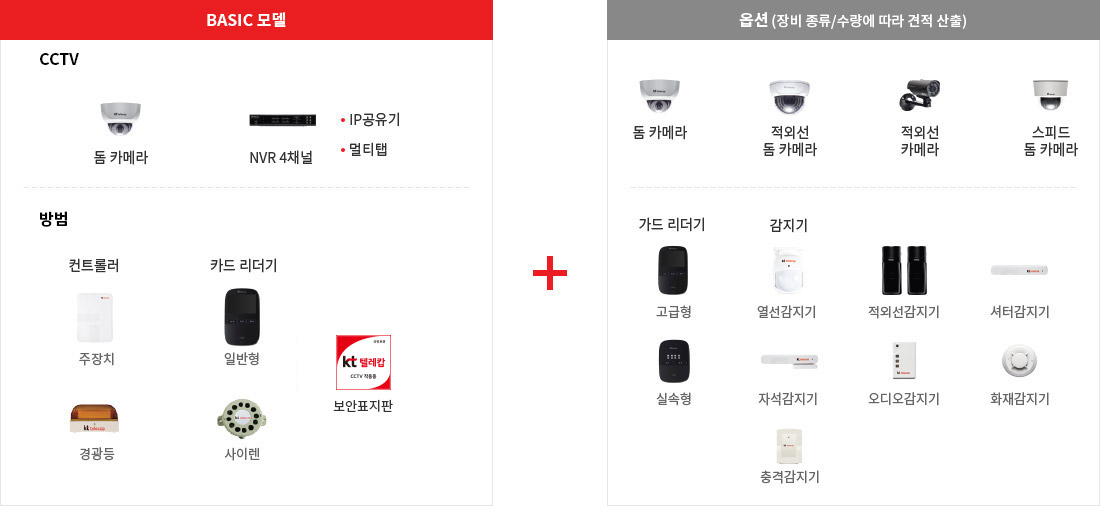 BASIC 모델
CCTV
돔 카메라
NVR 4채널
• IP공유기
• 멀티탭
방범
컨트롤러
카드 리더기
주장치
일반형
kt 텔레캅
CCTV 작동중
보안표지판
kt telecop
경광등
사이렌
+
옵션 (장비 종류/수량에 따라 견적 산출)
돔 카메라
적외선
돔 카메라
적외선
카메라
스피드
돔 카메라
가드 리더기
감지기
고급형
열선감지기
적외선감지기
셔터감지기
실속형
자석감지기
오디오감지기
화재감지기
충격감지기